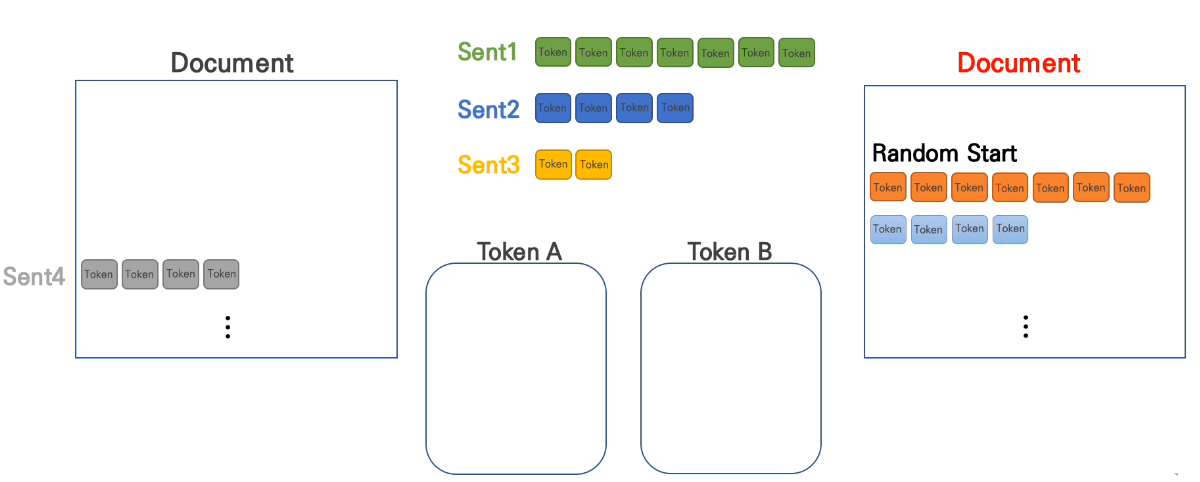 Document
Sent4 Token Token Token Token
Sent1 Token Token Token Token Token Token Token
Sent2 Token Token Token Token
Sent3 Token Token
Token A
Token B
Document
Random Start
Token Token Token Token Token Token Token
Token Token Token Token